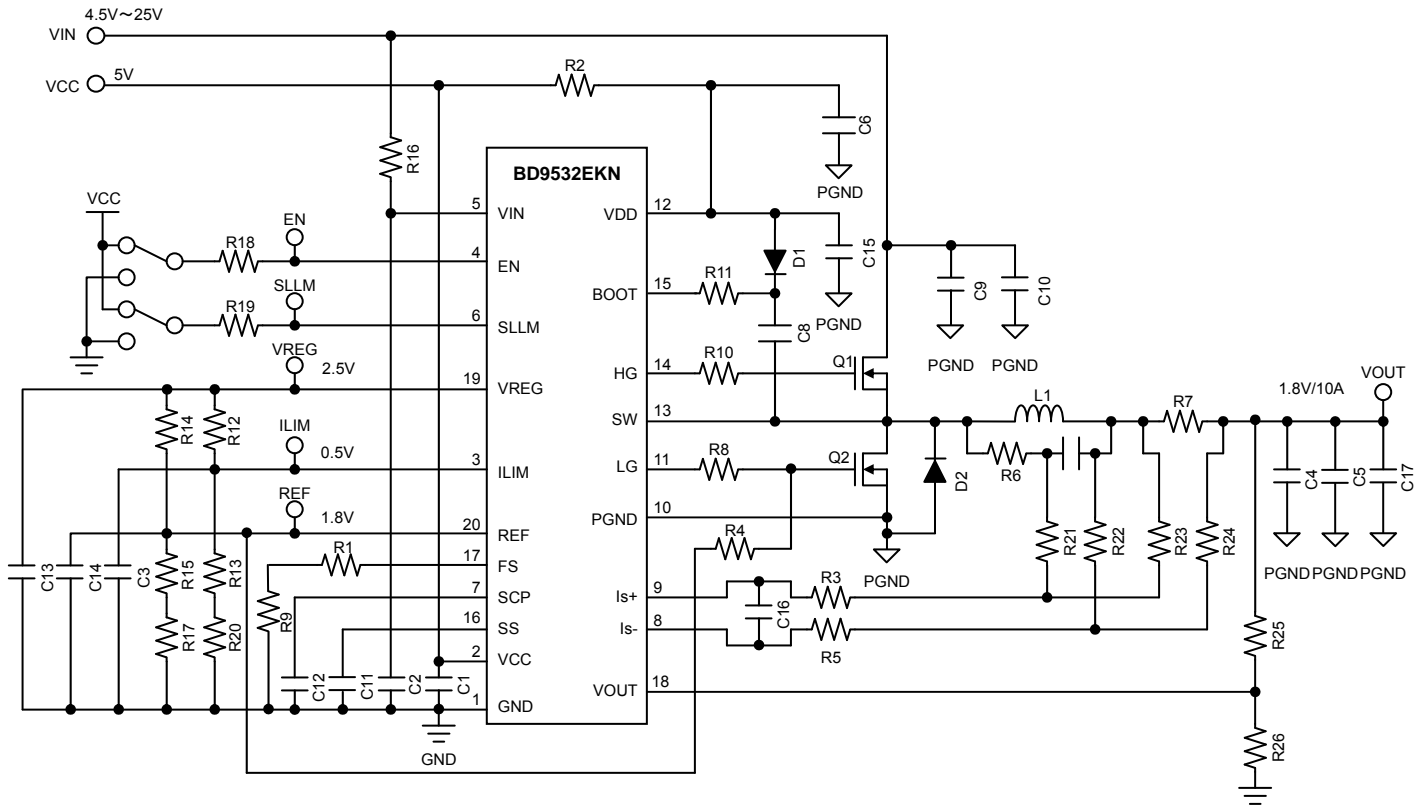 4.5V～25V
VIN
VCC
5V
R2
C6
PGND
R16
BD9532EKN
VCC
5
VIN
VDD
12
EN
R18
4
EN
D1
C15
PGND
SLLM
R19
6
SLLM
BOOT
15
R11
C8
C9
C10
PGND
PGND
VREG
2.5V
19
VREG
HG
14
R10
Q1
R14
R12
ILIM
0.5V
3
ILIM
SW
13
L1
R7
1.8V/10A
VOUT
LG
11
R8
Q2
D2
R6
C4
C5
C17
PGND
PGND
PGND
REF
1.8V
20
REF
PGND
10
R4
PGND
R21
R22
R23
R24
R1
17
FS
C13
C14
C3
R15
R13
R9
7
SCP
Is+
9
C16
R3
R17
R20
16
SS
Is-
8
R5
R25
2
VCC
C12
C11
C2
C1
1
GND
VOUT
18
GND
R26